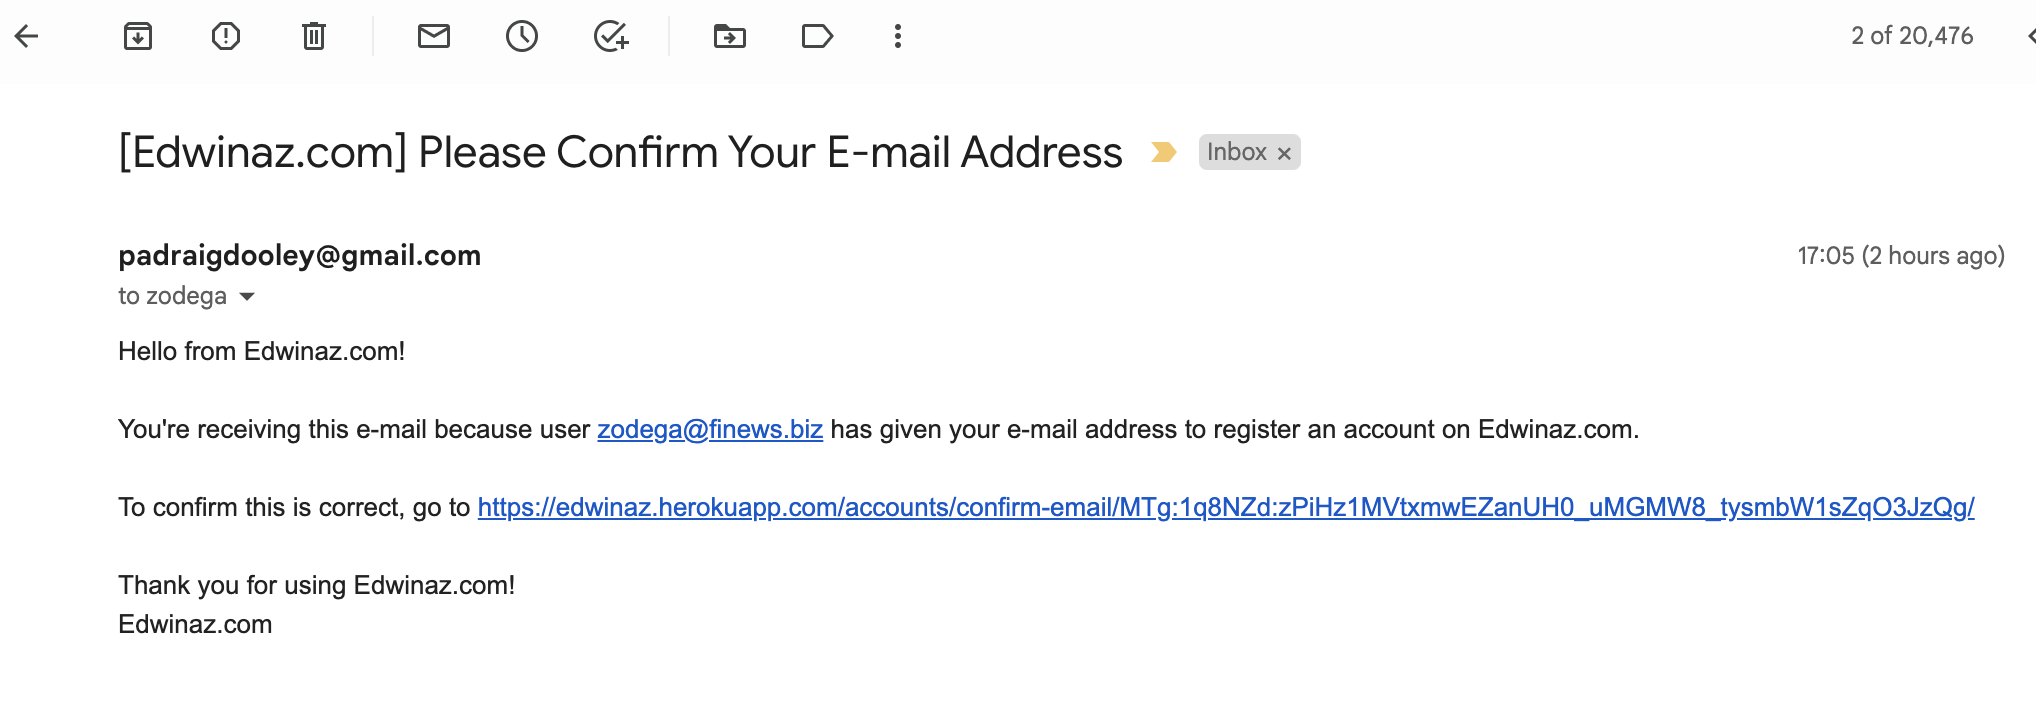 2 of 20,476
[Edwinaz.com] Please Confirm Your E-mail Address Inbox ×
padraigdooley@gmail.com 17:05 (2 hours ago)
to zodega
Hello from Edwinaz.com!
You're receiving this e-mail because user zodega@finews.biz has given your e-mail address to register an account on Edwinaz.com.
To confirm this is correct, go to https://edwinaz.herokuapp.com/accounts/confirm-email/MTg:1q8NZd:zPiHz1MVtxmwEZanUH0_uMGMW8_tysmbW1sZqO3JzQg/
Thank you for using Edwinaz.com!
Edwinaz.com